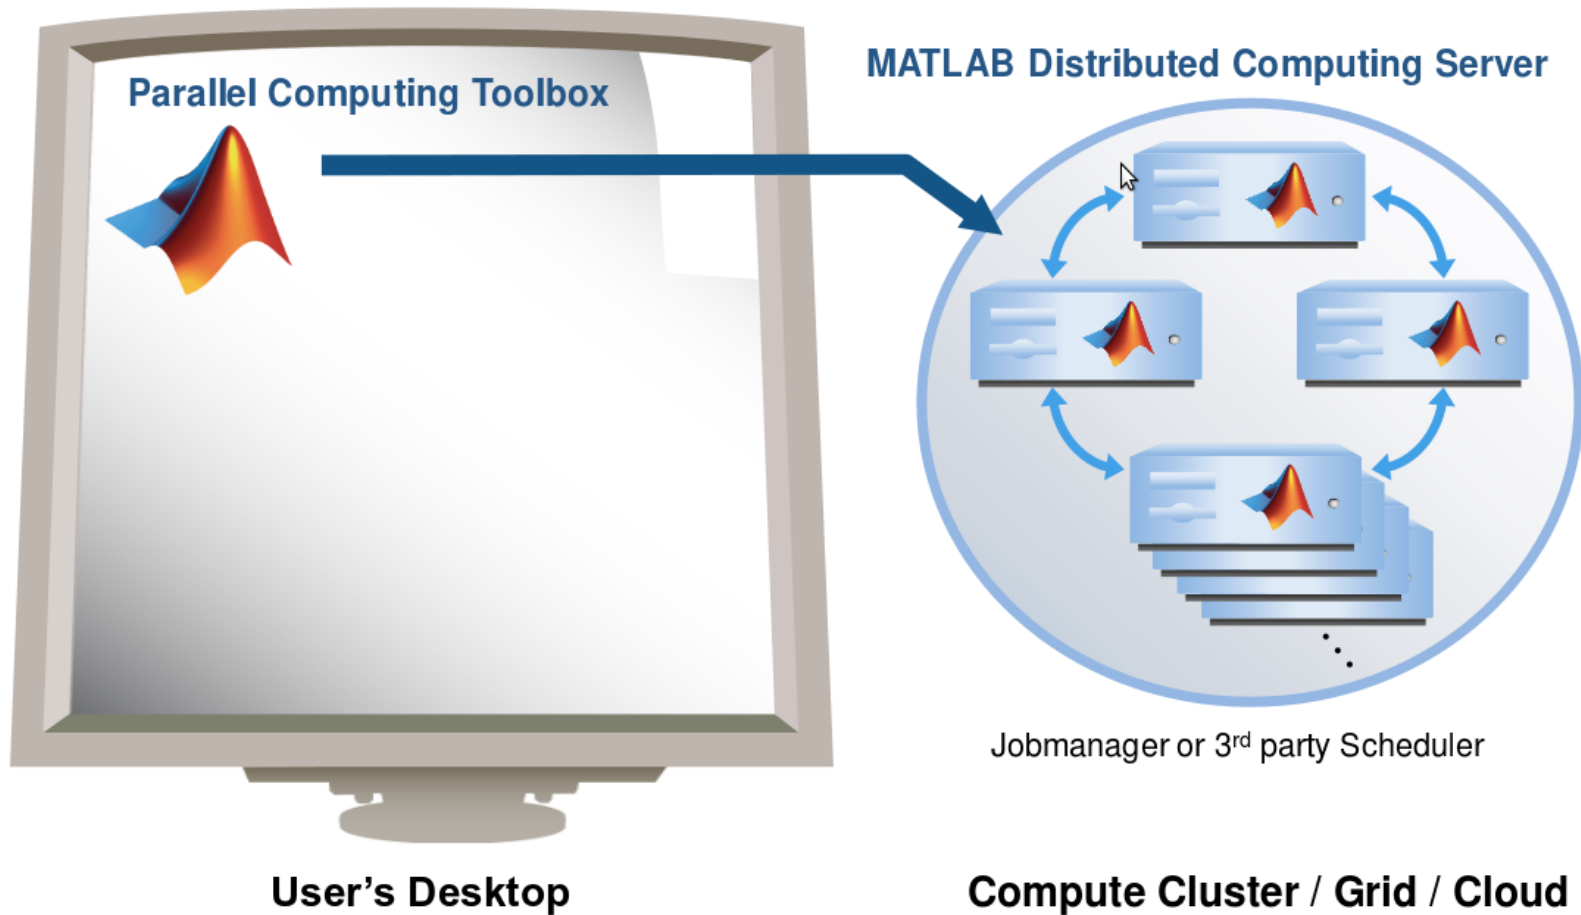 Parallel Computing Toolbox
MATLAB Distributed Computing Server
Jobmanager or 3rd party Scheduler
User’s Desktop
Compute Cluster / Grid / Cloud